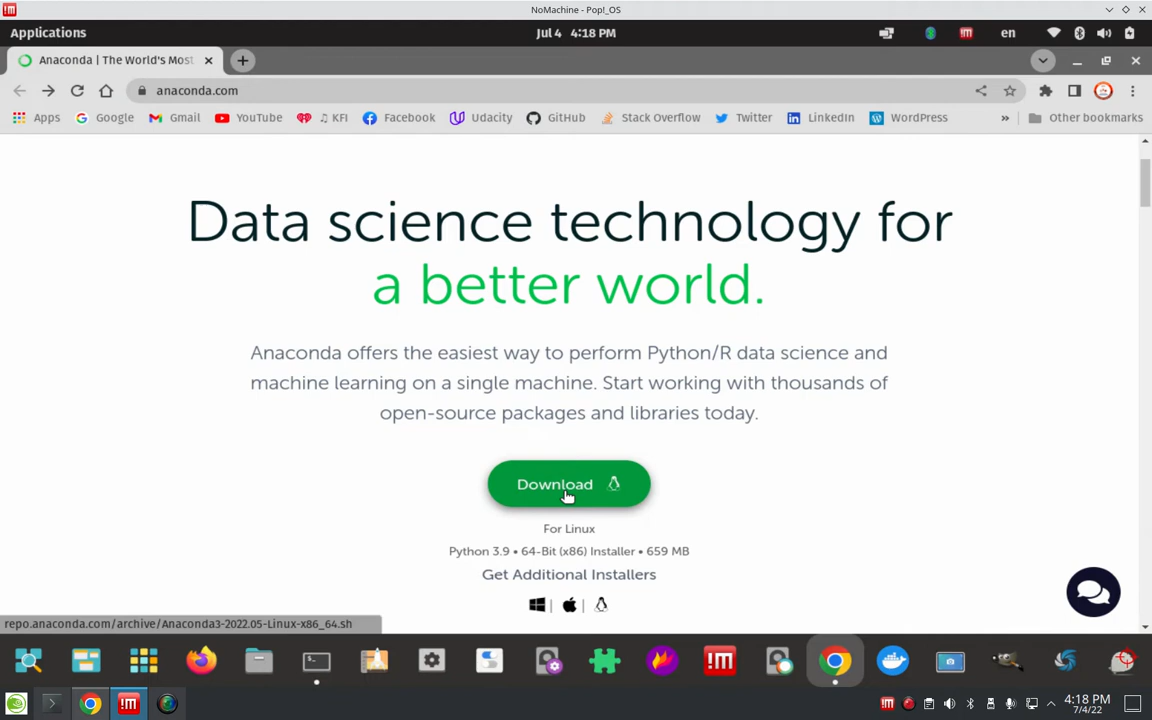 NoMachine - Pop!_OS
Applications
Jul 4 4:18 PM
en
Anaconda | The World's Most
anaconda.com
Apps
Google
Gmail
YouTube
♫ KFI
Facebook
Udacity
GitHub
Stack Overflow
Twitter
LinkedIn
WordPress
»
Other bookmarks
Data science technology for
a better world.
Anaconda offers the easiest way to perform Python/R data science and
machine learning on a single machine. Start working with thousands of
open-source packages and libraries today.
Download
For Linux
Python 3.9 • 64-Bit (x86) Installer • 659 MB
Get Additional Installers
| |
repo.anaconda.com/archive/Anaconda3-2022.05-Linux-x86_64.sh
4:18 PM
7/4/22